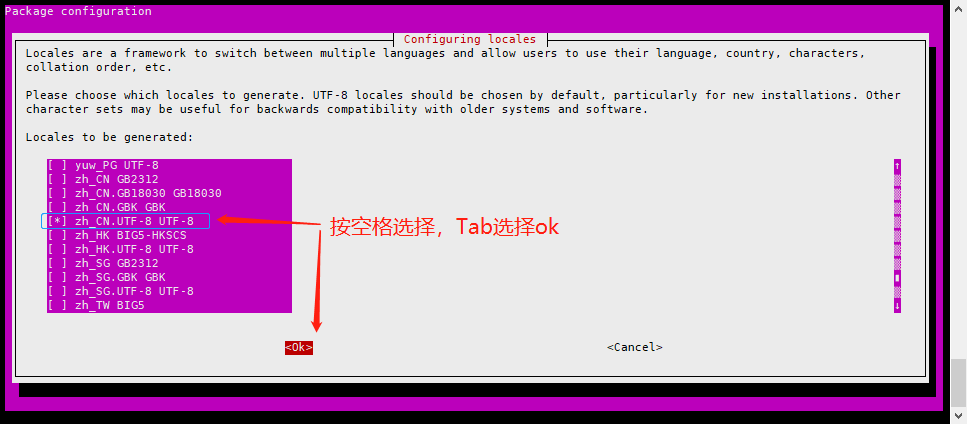 Package configuration
Configuring locales
Locales are a framework to switch between multiple languages and allow users to use their language, country, characters,
collation order, etc.
Please choose which locales to generate. UTF-8 locales should be chosen by default, particularly for new installations. Other
character sets may be useful for backwards compatibility with older systems and software.
Locales to be generated:
[ ] yuw_PG UTF-8
[ ] zh_CN GB2312
[ ] zh_CN.GB18030 GB18030
[ ] zh_CN.GBK GBK
[*] zh_CN.UTF-8 UTF-8
按空格选择，Tab选择ok
[ ] zh_HK BIG5-HKSCS
[ ] zh_HK.UTF-8 UTF-8
[ ] zh_SG GB2312
[ ] zh_SG.GBK GBK
[ ] zh_SG.UTF-8 UTF-8
[ ] zh_TW BIG5
<Ok> <Cancel>